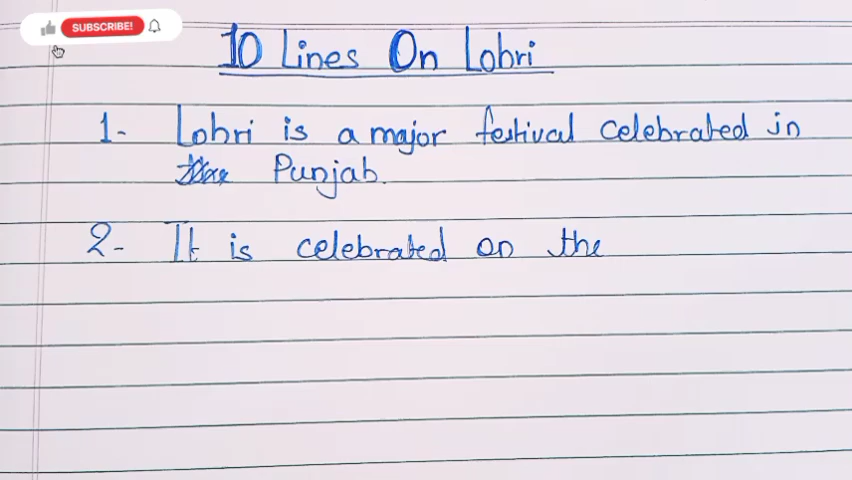 SUBSCRIBE!
10 Lines On Lohri
1- Lohri is a major festival celebrated in
Punjab.
2- It is celebrated on the